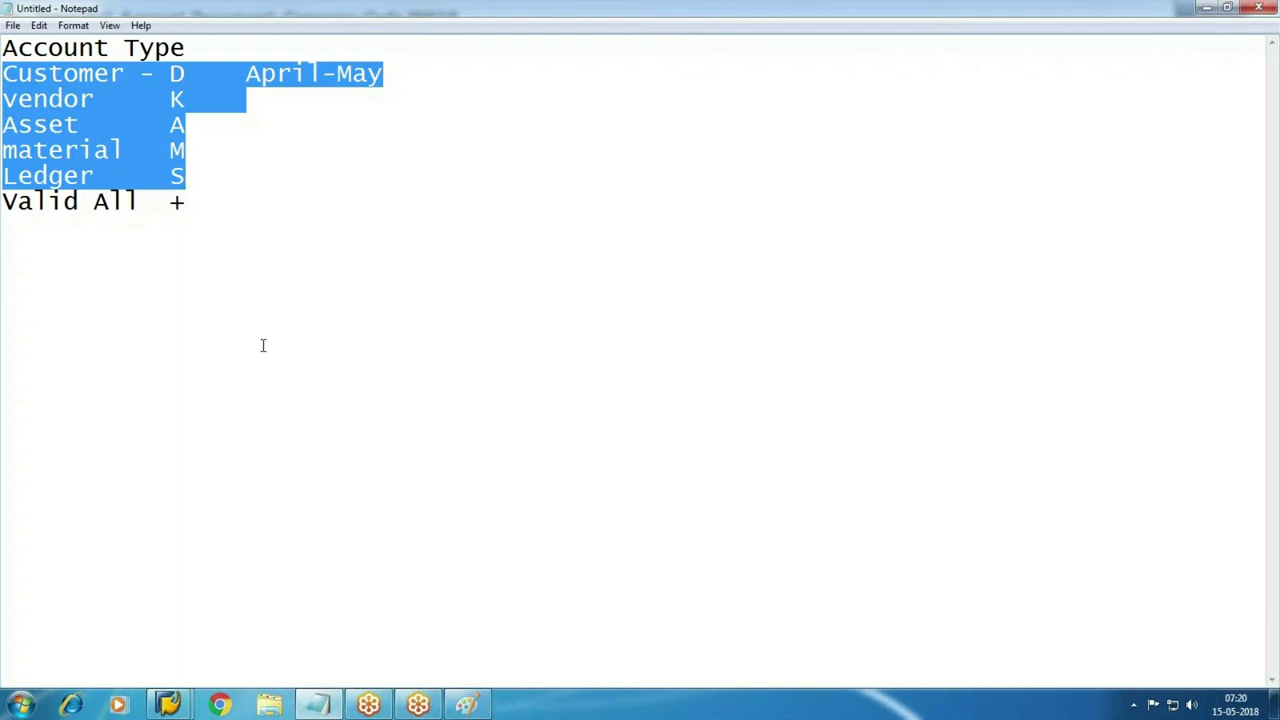 Untitled - Notepad
File Edit Format View Help
Account Type
Customer - D April-May
vendor K
Asset A
material M
Ledger S
Valid All +
07:20
15-05-2018